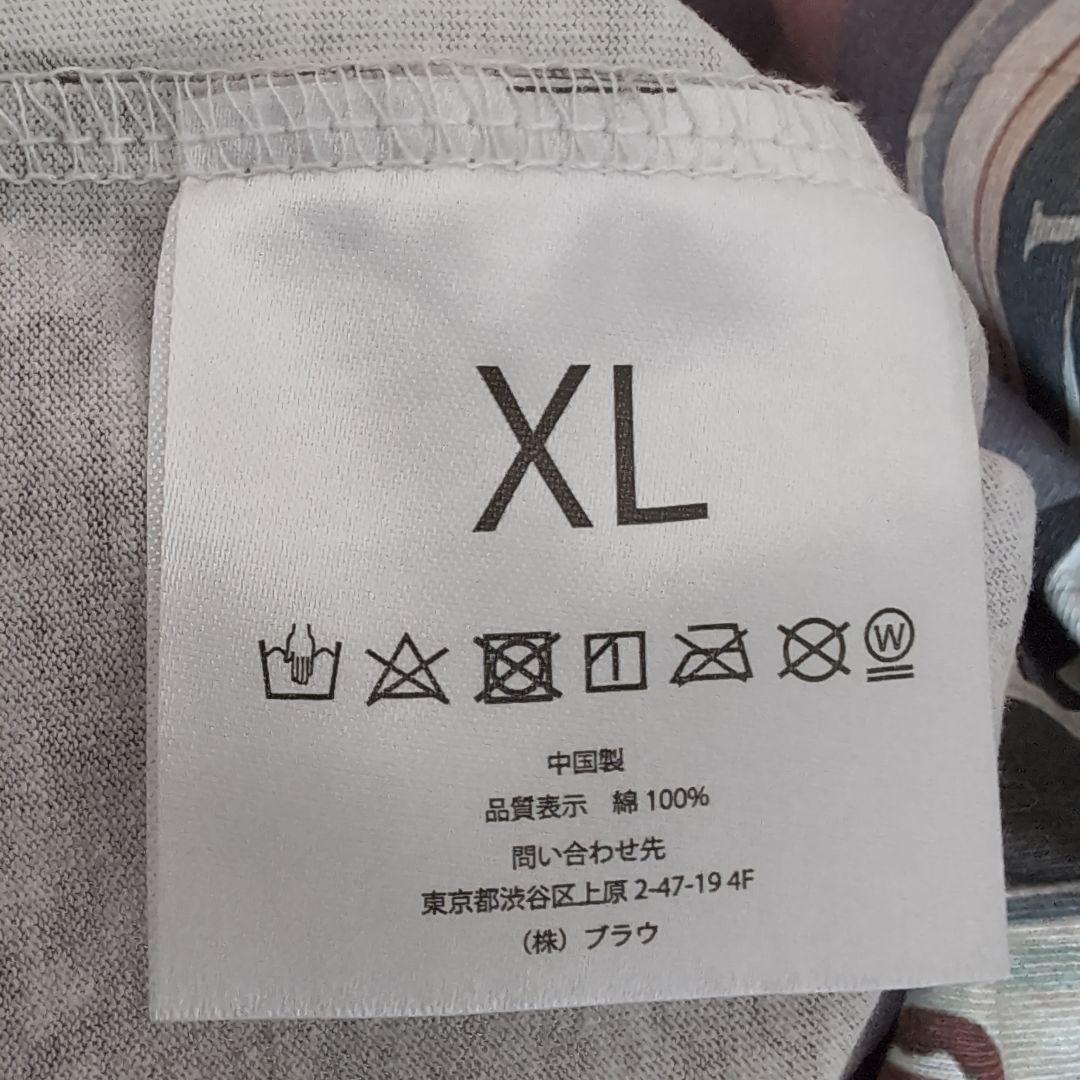 XL
W
中国製
品質表示 綿 100%
問い合わせ先
東京都渋谷区上原 2-47-19 4F
(株) ブラウ